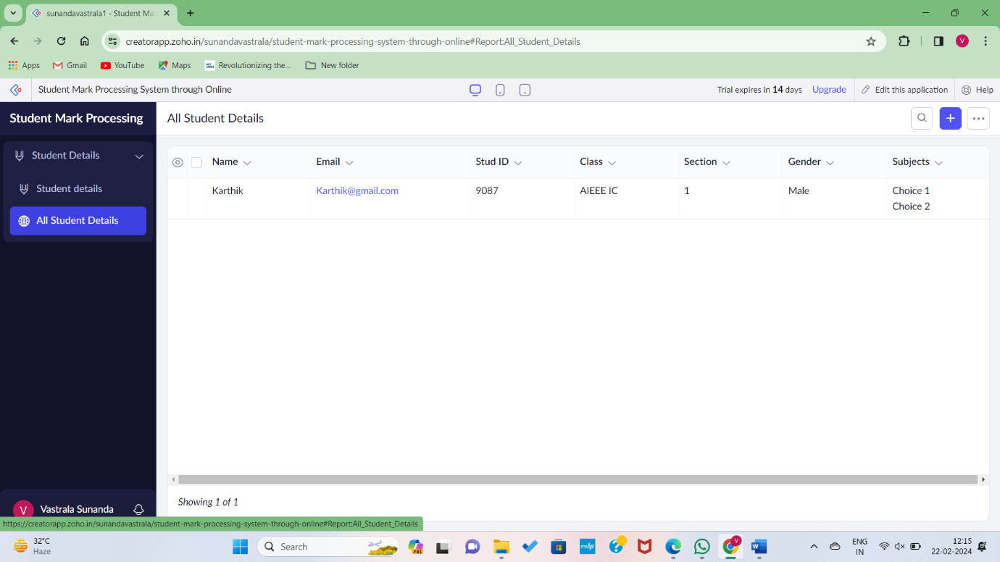 sunandavastrala1 - Student Ma
creatorapp.zoho.in/sunandavastrala/student-mark-processing-system-through-online#Report:All_Student_Details
V
Apps Gmail YouTube Maps Revolutionizing the... New folder
Student Mark Processing System through Online Trial expires in 14 days Upgrade Edit this application Help
Student Mark Processing All Student Details
Student Details
Student details
All Student Details
Name Email Stud ID Class Section Gender Subjects
Karthik Karthik@gmail.com 9087 AIEEE IC 1 Male Choice 1
Choice 2
Showing 1 of 1
V Vastrala Sunanda
https://creatorapp.zoho.in/sunandavastrala/student-mark-processing-system-through-online#Report:All_Student_Details
32°C
Haze
Search
PRE
myhp
V
ENG
IN
12:15
22-02-2024